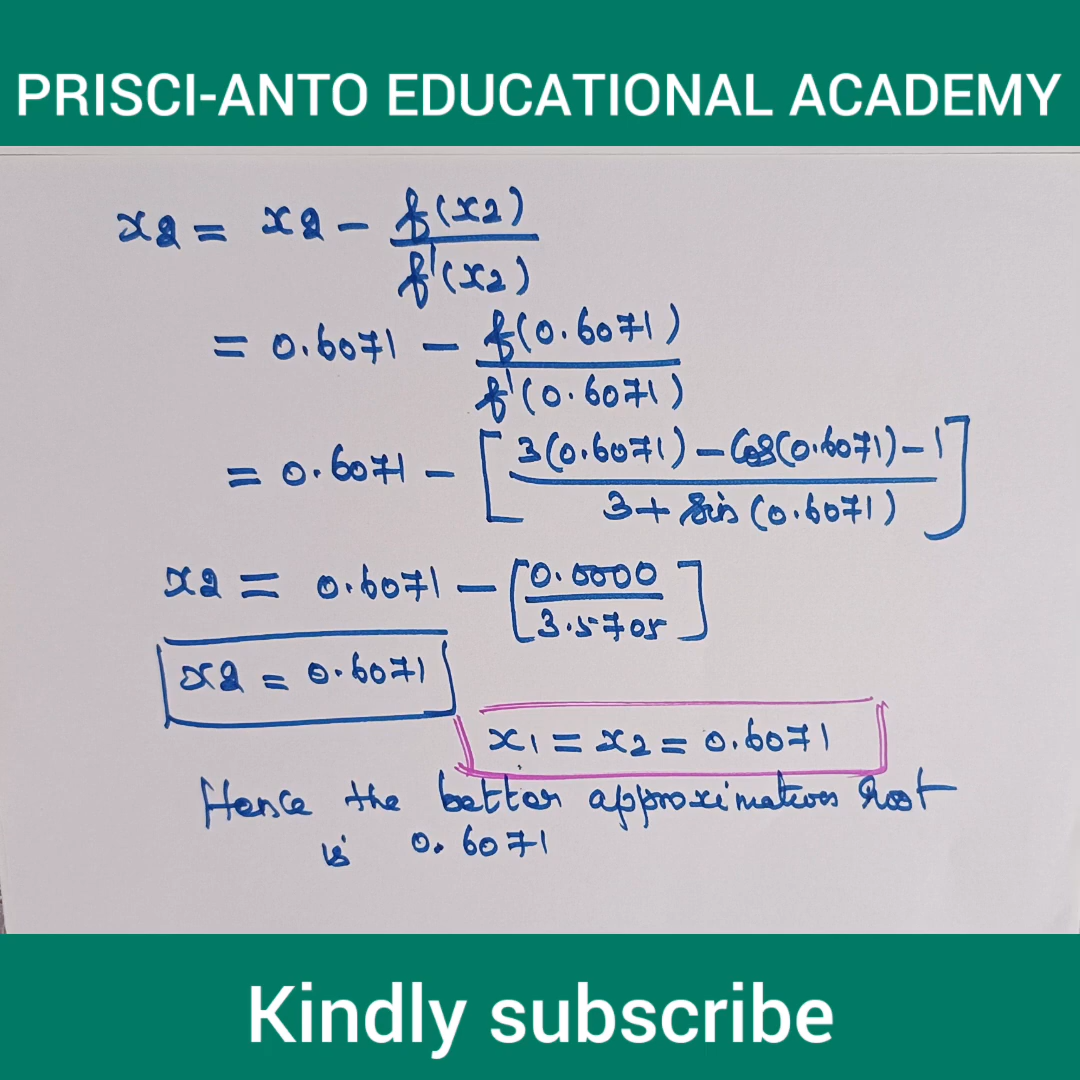 PRISCI-ANTO EDUCATIONAL ACADEMY
x2 = x2 - f(x2)
f'(x2)
= 0.6071 - f(0.6071)
f'(0.6071)
= 0.6071 - [3(0.6071) - Cos(0.6071) - 1]
3 + sin(0.6071)
x2 = 0.6071 - [0.0000]
3.5705
x2 = 0.6071
x1 = x2 = 0.6071
Hence the better approximation Root
is 0.6071
Kindly subscribe